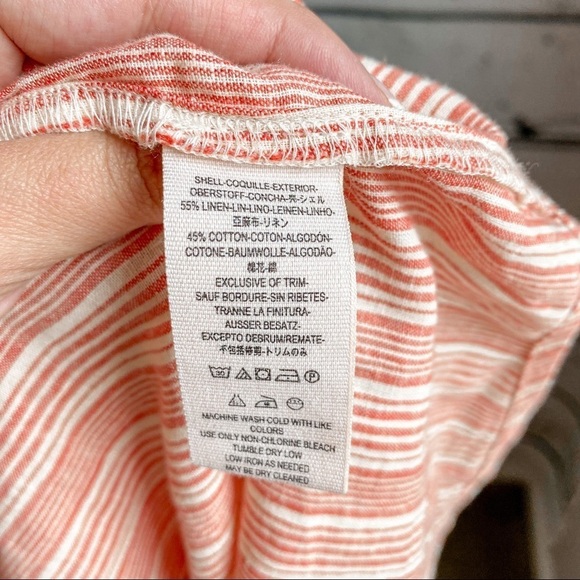 SHELL-COQUILLE-EXTERIOR-
OBERSTOFF-CONCHA-壳-シェル
55% LINEN-LIN-LINO-LEINEN-LINHO-
亞麻布-リネン
45% COTTON-COTON-ALGODÓN-
COTONE-BAUMWOLLE-ALGODÃO-
棉花-綿
EXCLUSIVE OF TRIM-
SAUF BORDURE-SIN RIBETES-
TRANNE LA FINITURA-
AUSSER BESATZ-
EXCEPTO DEBRUM/REMATE-
不包括修剪-トリムのみ
30 P
MACHINE WASH COLD WITH LIKE
COLORS
USE ONLY NON-CHLORINE BLEACH
TUMBLE DRY LOW
LOW IRON AS NEEDED
MAY BE DRY CLEANED